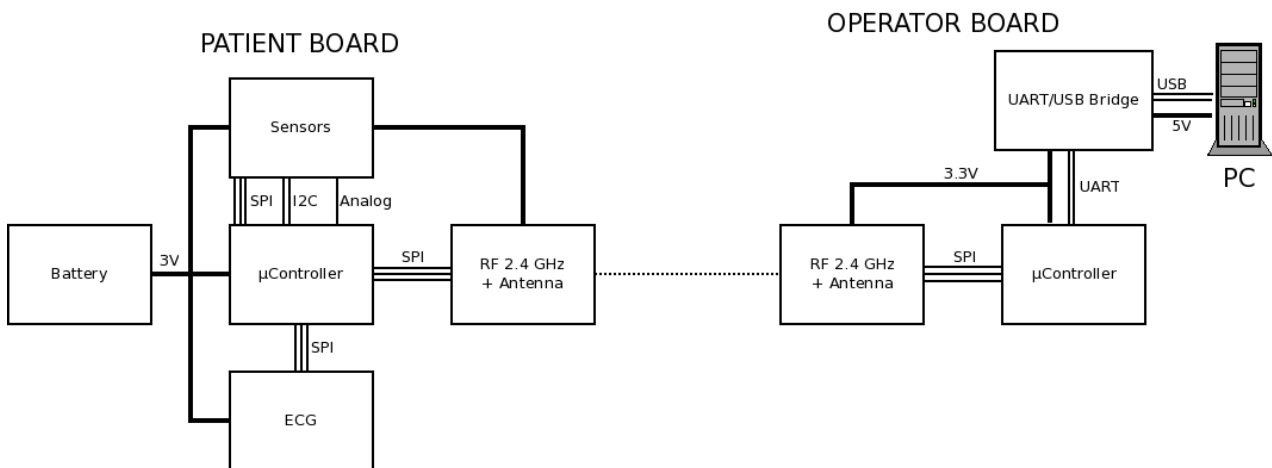 PATIENT BOARD
OPERATOR BOARD
Sensors
UART/USB Bridge
USB
5V
PC
SPI
I2C
Analog
3.3V
UART
Battery
3V
µController
SPI
RF 2.4 GHz
+ Antenna
RF 2.4 GHz
+ Antenna
SPI
µController
SPI
ECG